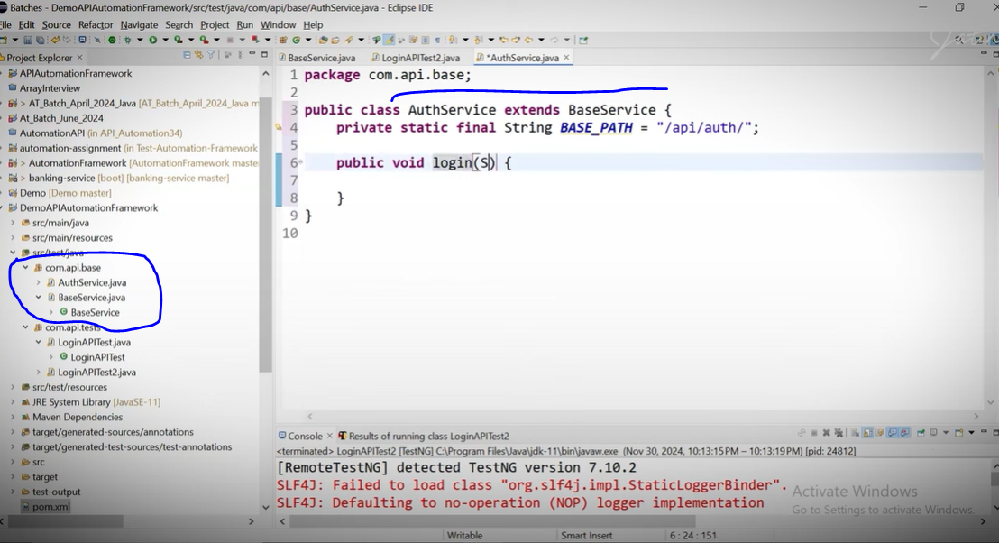 Batches - DemoAPIAutomationFramework/src/test/java/com/api/base/AuthService.java - Eclipse IDE
File Edit Source Refactor Navigate Search Project Run Window Help
Project Explorer
BaseService.java LoginAPITest2.java *AuthService.java
APIAutomationFramework
ArrayInterview
> AT_Batch_April_2024_Java [AT_Batch_April_2024_Java m
At_Batch_June_2024
AutomationAPI (in API_Automation34)
automation-assignment (in Test-Automation-Framework
> AutomationFramework [AutomationFramework maste
> banking-service [boot] [banking-service master]
Demo [Demo master]
DemoAPIAutomationFramework
src/main/java
src/main/resources
src/test/java
com.api.base
AuthService.java
BaseService.java
BaseService
com.api.tests
LoginAPITest.java
LoginAPITest
LoginAPITest2.java
src/test/resources
JRE System Library [JavaSE-11]
Maven Dependencies
target/generated-sources/annotations
target/generated-test-sources/test-annotations
src
target
test-output
pom.xml
1 package com.api.base;
2
3 public class AuthService extends BaseService {
4 private static final String BASE_PATH = "/api/auth/";
5
6 public void login(S) {
7
8 }
9 }
10
Console Results of running class LoginAPITest2
<terminated> LoginAPITest2 [TestNG] C:\Program Files\Java\jdk-11\bin\javaw.exe (Nov 30, 2024, 10:13:15 PM – 10:13:19 PM) [pid: 24812]
[RemoteTestNG] detected TestNG version 7.10.2
SLF4J: Failed to load class "org.slf4j.impl.StaticLoggerBinder".
SLF4J: Defaulting to no-operation (NOP) logger implementation
Activate Windows
Go to Settings to activate Windows.
Writable Smart Insert 6 : 24 : 151